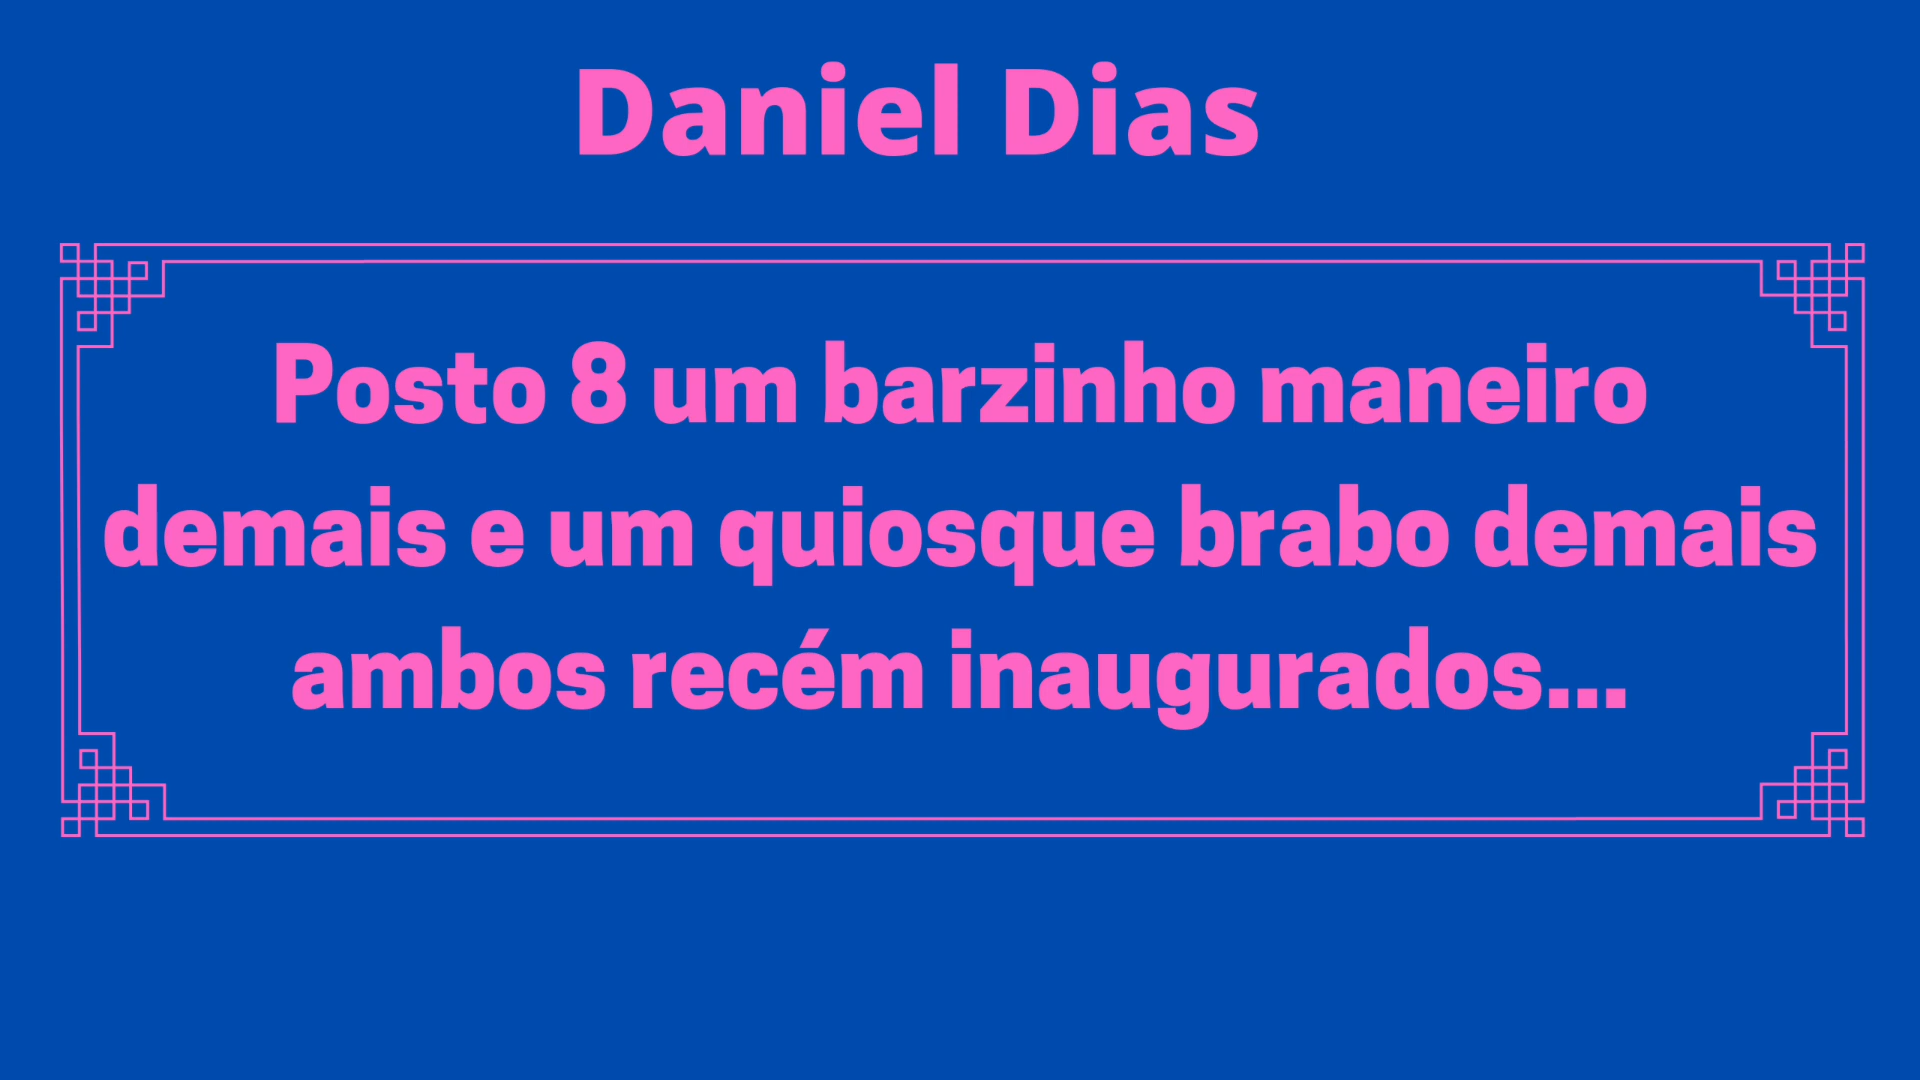 Daniel Dias
Posto 8 um barzinho maneiro
demais e um quiosque brabo demais
ambos recém inaugurados...